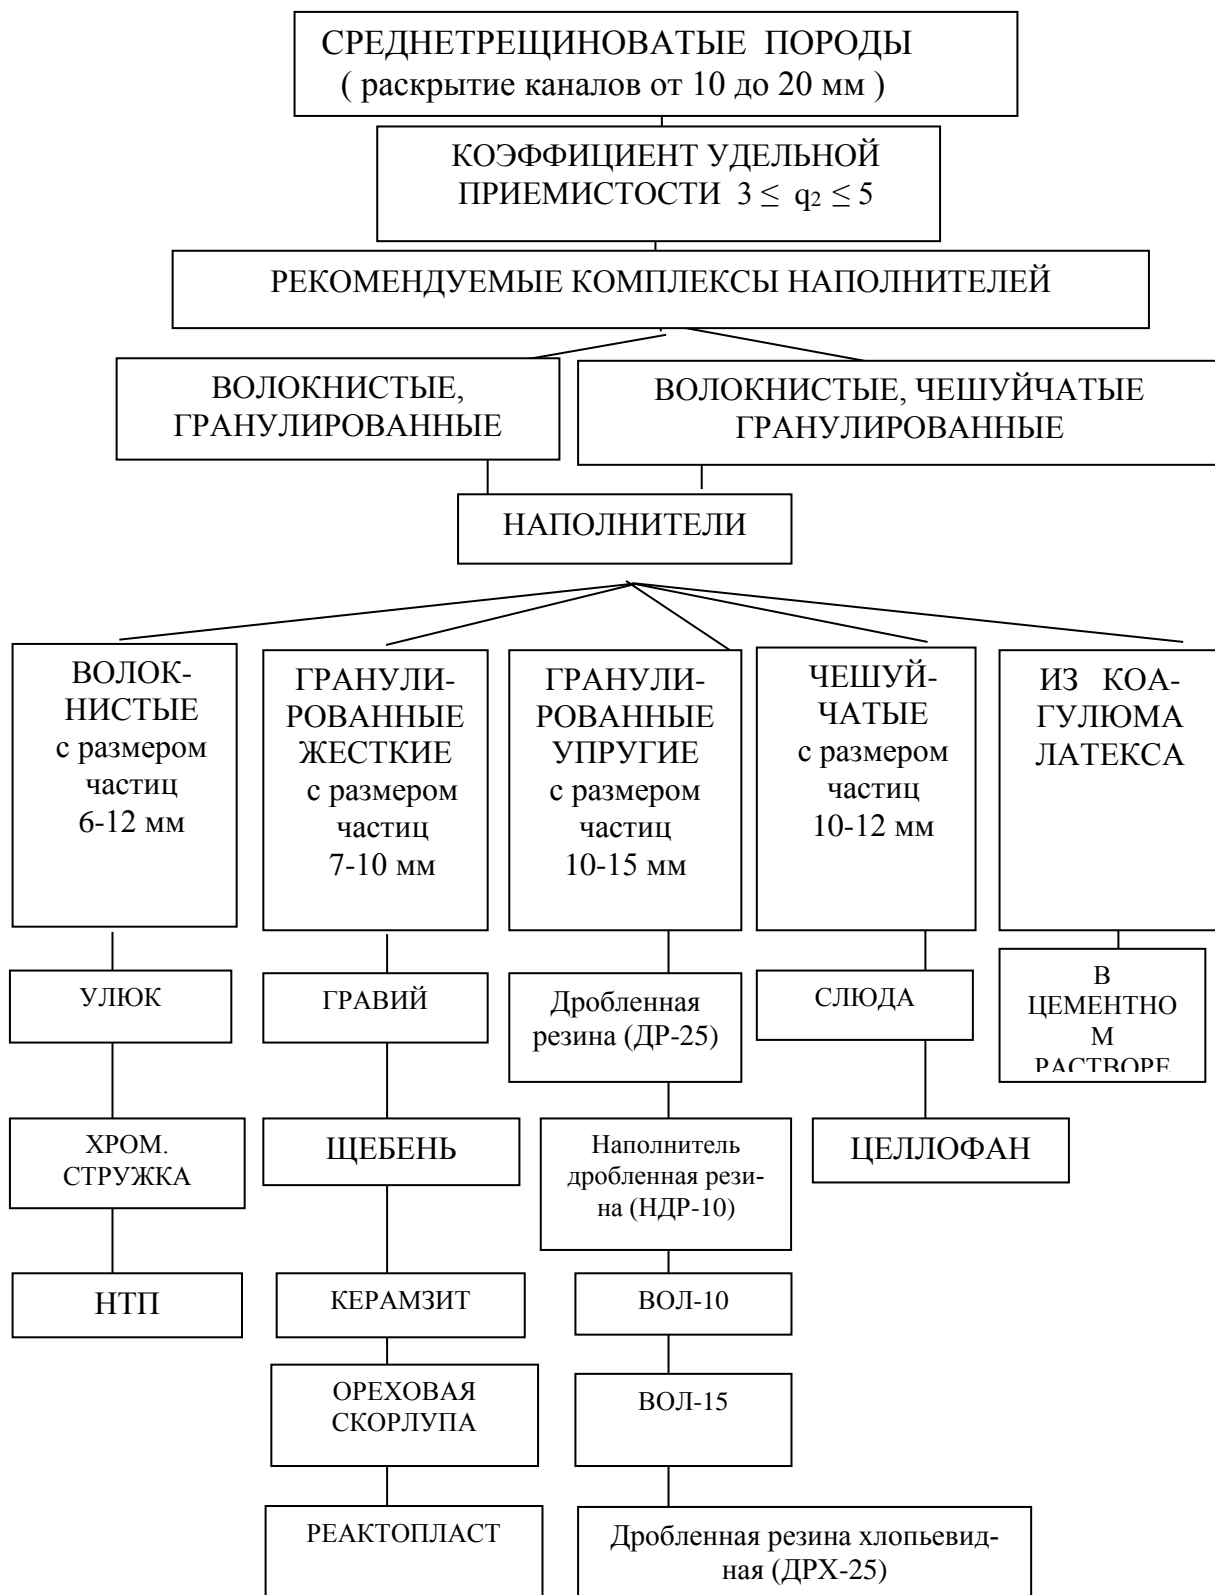 СРЕДНЕТРЕЩИНОВАТЫЕ ПОРОДЫ
( раскрытие каналов от 10 до 20 мм )
КОЭФФИЦИЕНТ УДЕЛЬНОЙ
ПРИЕМИСТОСТИ 3 ≤ q₂ ≤ 5
РЕКОМЕНДУЕМЫЕ КОМПЛЕКСЫ НАПОЛНИТЕЛЕЙ
ВОЛОКНИСТЫЕ,
ГРАНУЛИРОВАННЫЕ
ВОЛОКНИСТЫЕ, ЧЕШУЙЧАТЫЕ
ГРАНУЛИРОВАННЫЕ
НАПОЛНИТЕЛИ
ВОЛОК-
НИСТЫЕ
с размером
частиц
6-12 мм
ГРАНУЛИ-
РОВАННЫЕ
ЖЕСТКИЕ
с размером
частиц
7-10 мм
ГРАНУЛИ-
РОВАННЫЕ
УПРУГИЕ
с размером
частиц
10-15 мм
ЧЕШУЙ-
ЧАТЫЕ
с размером
частиц
10-12 мм
ИЗ КОА-
ГУЛЮМА
ЛАТЕКСА
УЛЮК
ГРАВИЙ
Дробленная
резина (ДР-25)
СЛЮДА
В
ЦЕМЕНТНО
М
РАСТВОРЕ
ХРОМ.
СТРУЖКА
ЩЕБЕНЬ
Наполнитель
дробленная рези-
на (НДР-10)
ЦЕЛЛОФАН
НТП
КЕРАМЗИТ
ВОЛ-10
ОРЕХОВАЯ
СКОРЛУПА
ВОЛ-15
РЕАКТОПЛАСТ
Дробленная резина хлопьевид-
ная (ДРХ-25)